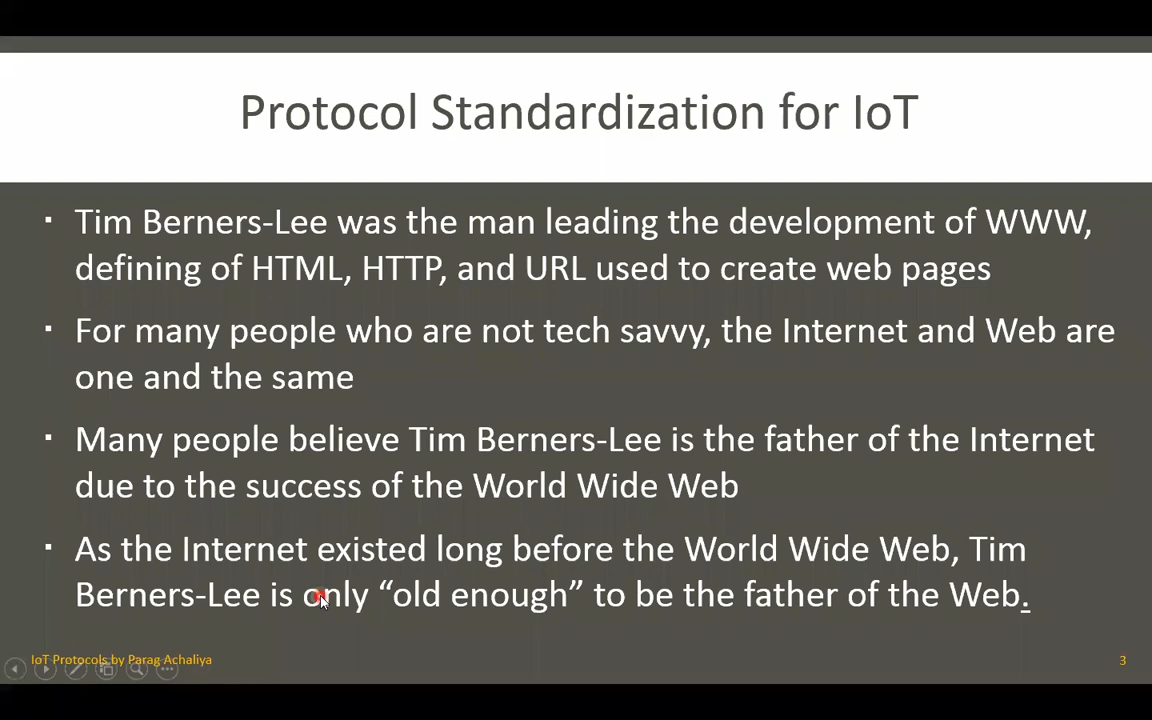 Protocol Standardization for IoT
▪ Tim Berners-Lee was the man leading the development of WWW,
defining of HTML, HTTP, and URL used to create web pages
▪ For many people who are not tech savvy, the Internet and Web are
one and the same
▪ Many people believe Tim Berners-Lee is the father of the Internet
due to the success of the World Wide Web
▪ As the Internet existed long before the World Wide Web, Tim
Berners-Lee is only “old enough” to be the father of the Web.
IoT Protocols by Parag Achaliya
3